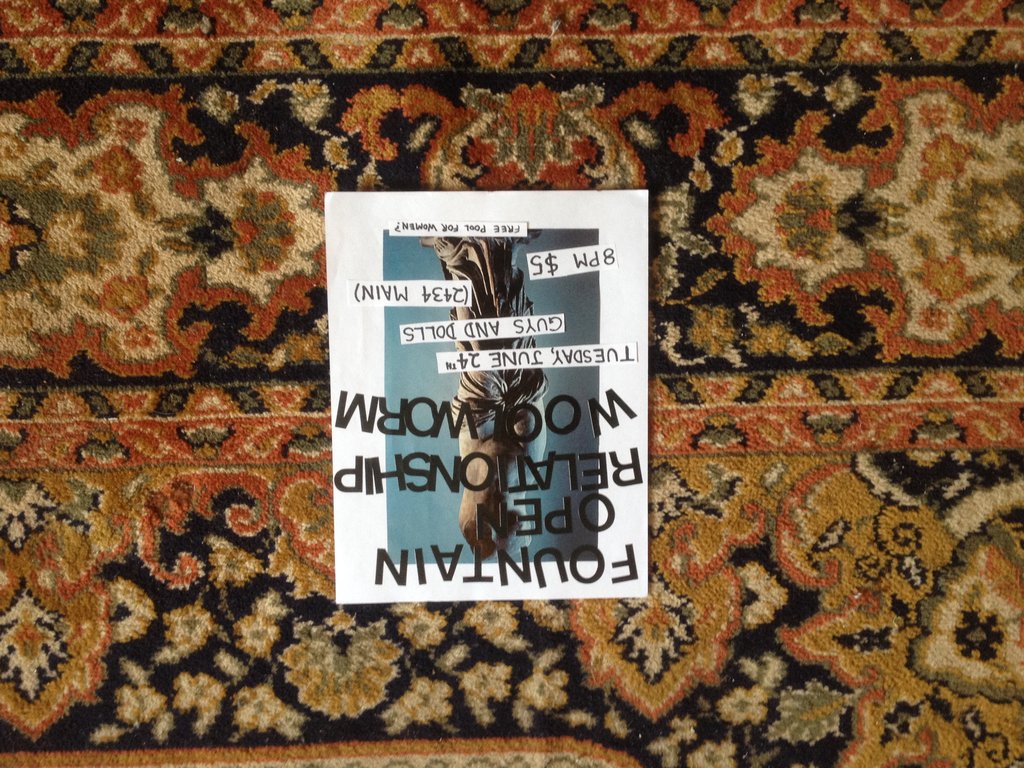 FOUNTAIN
OPEN
RELATIONSHIP
WOOLWORM
TUESDAY, JUNE 24TH
GUYS AND DOLLS
(2434 MAIN)
8PM $5
FREE POOL FOR WOMEN?